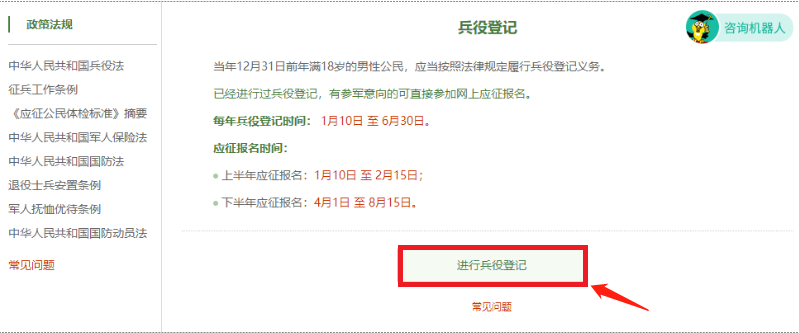 政策法规
中华人民共和国兵役法
征兵工作条例
《应征公民体检标准》摘要
中华人民共和国军人保险法
中华人民共和国国防法
退役士兵安置条例
军人抚恤优待条例
中华人民共和国国防动员法
常见问题
兵役登记
咨询机器人
当年12月31日前年满18岁的男性公民，应当按照法律规定履行兵役登记义务。
已经进行过兵役登记，有参军意向的可直接参加网上应征报名。
每年兵役登记时间： 1月10日 至 6月30日。
应征报名时间：
上半年应征报名：1月10日 至 2月15日；
下半年应征报名：4月1日 至 8月15日。
进行兵役登记
常见问题